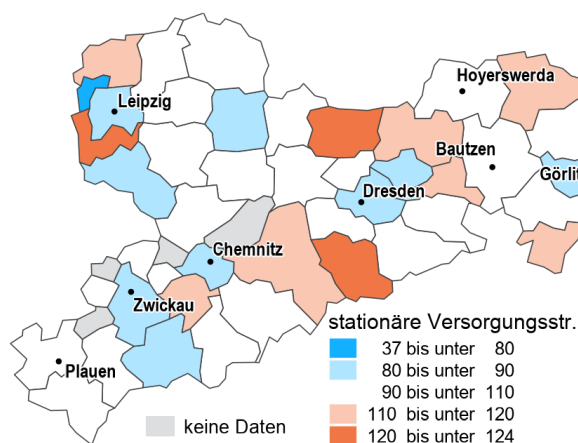 Hoyerswerda
Leipzig
Bautzen
Görlit
Dresden
Chemnitz
Zwickau
Plauen
stationäre Versorgungsstr.
37 bis unter 80
80 bis unter 90
90 bis unter 110
110 bis unter 120
120 bis unter 124
keine Daten